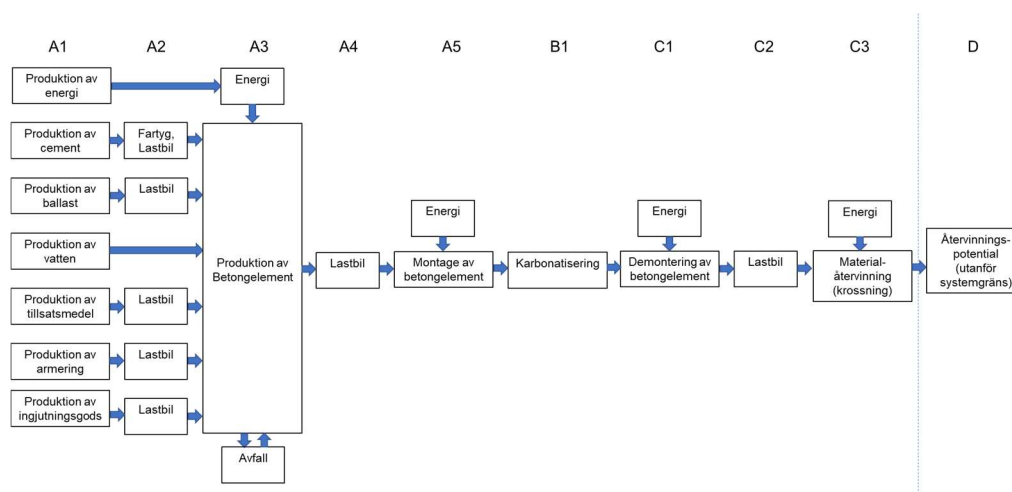 A1
A2
A3
A4
A5
B1
C1
C2
C3
D
Produktion av
energi
Energi
Produktion av
cement
Fartyg,
Lastbil
Produktion av
ballast
Lastbil
Produktion av
vatten
Produktion av
tillsatsmedel
Lastbil
Produktion av
armering
Lastbil
Produktion av
ingjutningsgods
Lastbil
Produktion av
Betongelement
Avfall
Lastbil
Energi
Montage av
betongelement
Karbonatisering
Energi
Demontering av
betongelement
Lastbil
Energi
Material-
återvinning
(krossning)
Återvinnings-
potential
(utanför
systemgräns)